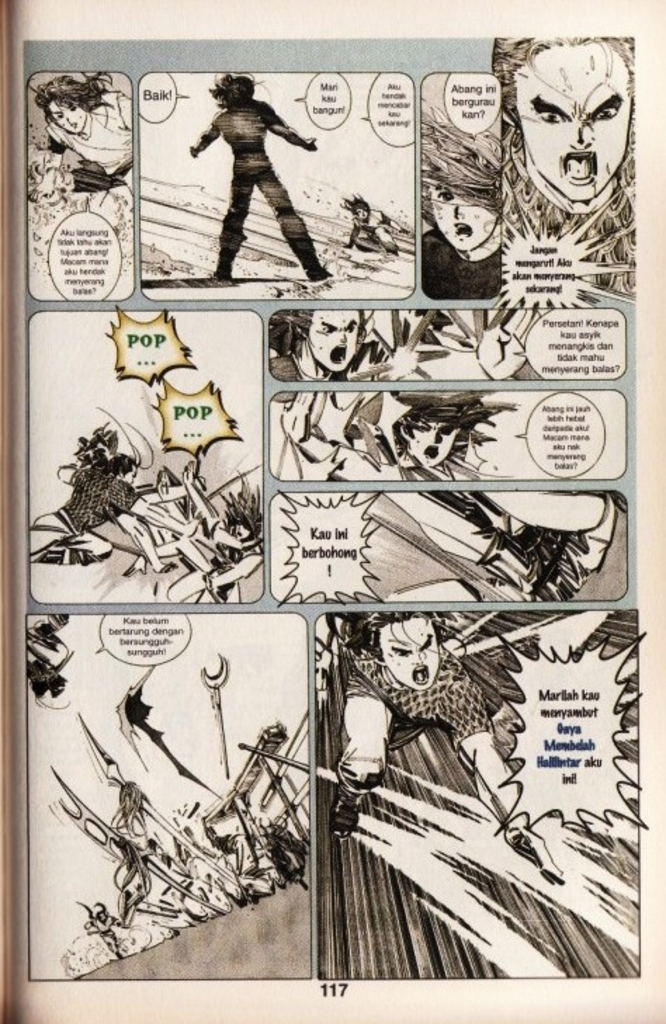 Aku langsung
tidak tahu akan
tujuan abang!
Macam mana
aku hendak
menyerang
balas?
Baik!
Mari
kau
bangun!
Aku
hendak
mencabar
kau
sekarang!
Abang ini
bergurau
kan?
Jangan
mengarut! Aku
akan menyerang
sekarang!
POP
...
POP
...
Persetan! Kenapa
kau asyik
menangkis dan
tidak mahu
menyerang balas?
Abang ini jauh
lebih hebat
daripada aku!
Macam mana
aku nak
menyerang
balas?
Kau ini
berbohong
!
Kau belum
bertarung dengan
bersungguh-
sungguh!
Marilah kau
menyambut
Gaya
Membelah
Halilintar aku
ini!
117